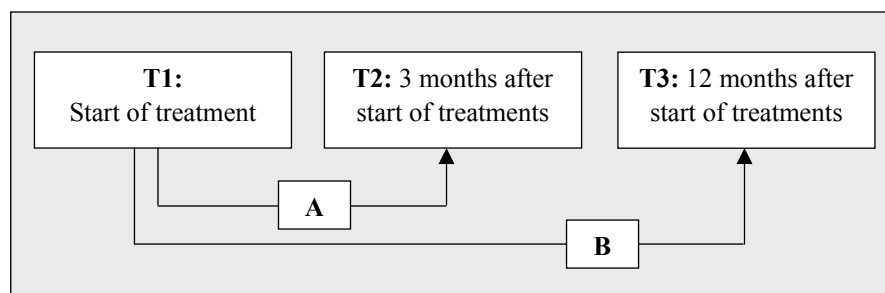 T1:
Start of treatment
T2: 3 months after
start of treatments
T3: 12 months after
start of treatments
A
B